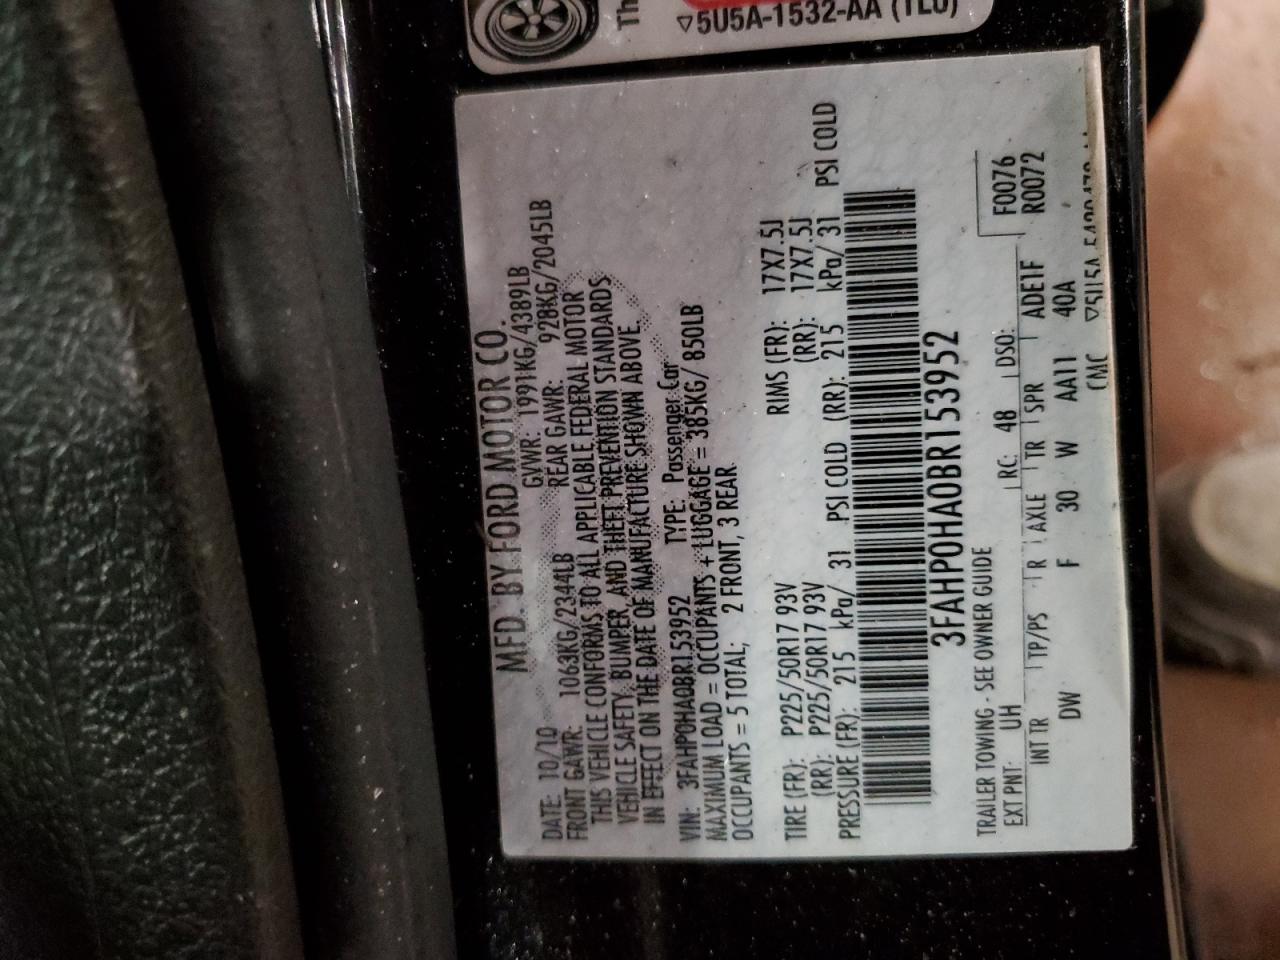 Th
▽5U5A-1532-AA (TLU)
MFD. BY FORD MOTOR CO.
DATE: 10/10 GVWR: 1991KG/4389LB
FRONT GAWR: 1063KG/2344LB REAR GAWR: 928KG/2045LB
THIS VEHICLE CONFORMS TO ALL APPLICABLE FEDERAL MOTOR
VEHICLE SAFETY, BUMPER, AND THEFT PREVENTION STANDARDS
IN EFFECT ON THE DATE OF MANUFACTURE SHOWN ABOVE.
VIN: 3FAHP0HA0BR153952 TYPE: Passenger Car
MAXIMUM LOAD = OCCUPANTS + LUGGAGE = 385KG/ 850LB
OCCUPANTS = 5 TOTAL; 2 FRONT, 3 REAR
TIRE (FR): P225/50R17 93V RIMS (FR): 17X7.5J
(RR): P225/50R17 93V (RR): 17X7.5J
PRESSURE (FR): 215 kPa/ 31 PSI COLD (RR): 215 kPa/ 31 PSI COLD
3FAHP0HA0BR153952
TRAILER TOWING - SEE OWNER GUIDE
EXT PNT: UH RC: 48 DSO: F0076
INT TR TP/PS R AXLE TR SPR ADE1F R0072
DW F 30 W AA11 40A
CMC ▽5U5A